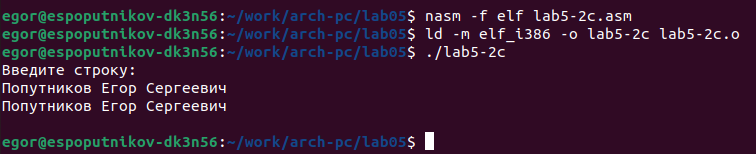 egor@espoputnikov-dk3n56:~/work/arch-pc/lab05$ nasm -f elf lab5-2c.asm
egor@espoputnikov-dk3n56:~/work/arch-pc/lab05$ ld -m elf_i386 -o lab5-2c lab5-2c.o
egor@espoputnikov-dk3n56:~/work/arch-pc/lab05$ ./lab5-2c
Введите строку:
Попутников Егор Сергеевич
Попутников Егор Сергеевич
egor@espoputnikov-dk3n56:~/work/arch-pc/lab05$